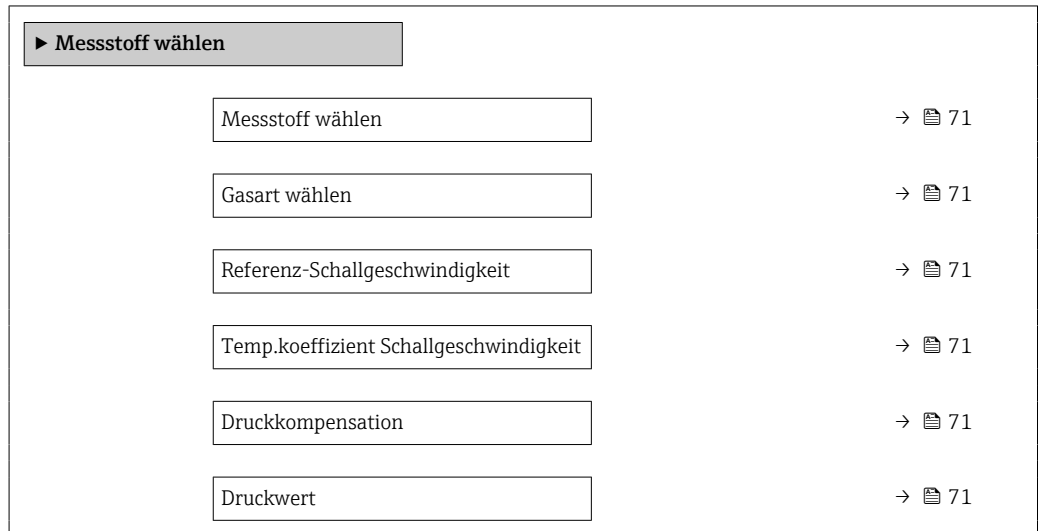 ▶ Messstoff wählen
Messstoff wählen → 71
Gasart wählen → 71
Referenz-Schallgeschwindigkeit → 71
Temp.koeffizient Schallgeschwindigkeit → 71
Druckkompensation → 71
Druckwert → 71